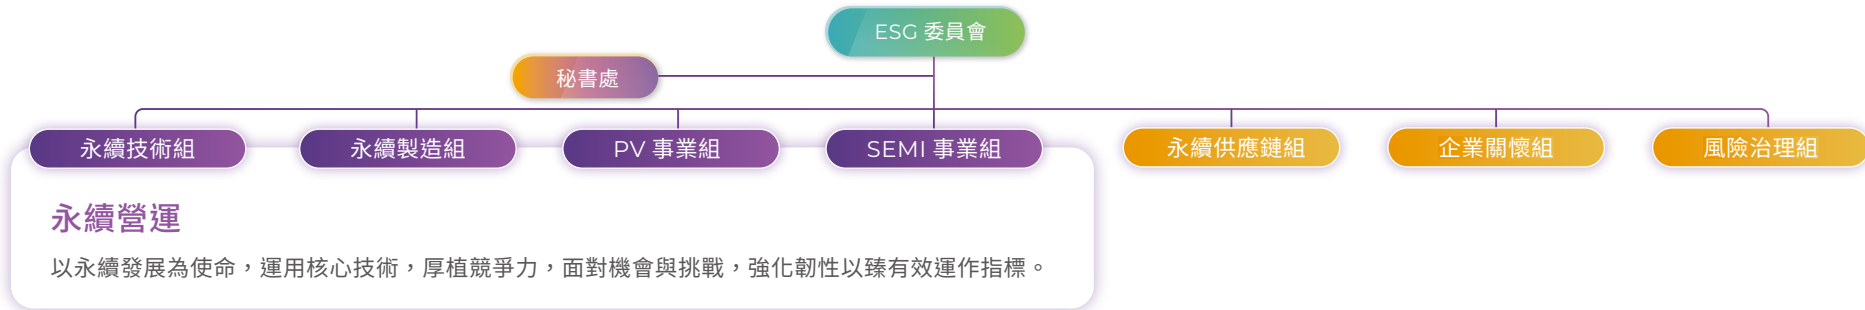 ESG 委員會
秘書處
永續技術組
永續製造組
PV 事業組
SEMI 事業組
永續供應鏈組
企業關懷組
風險治理組
永續營運
以永續發展為使命，運用核心技術，厚植競爭力，面對機會與挑戰，強化韌性以臻有效運作指標。